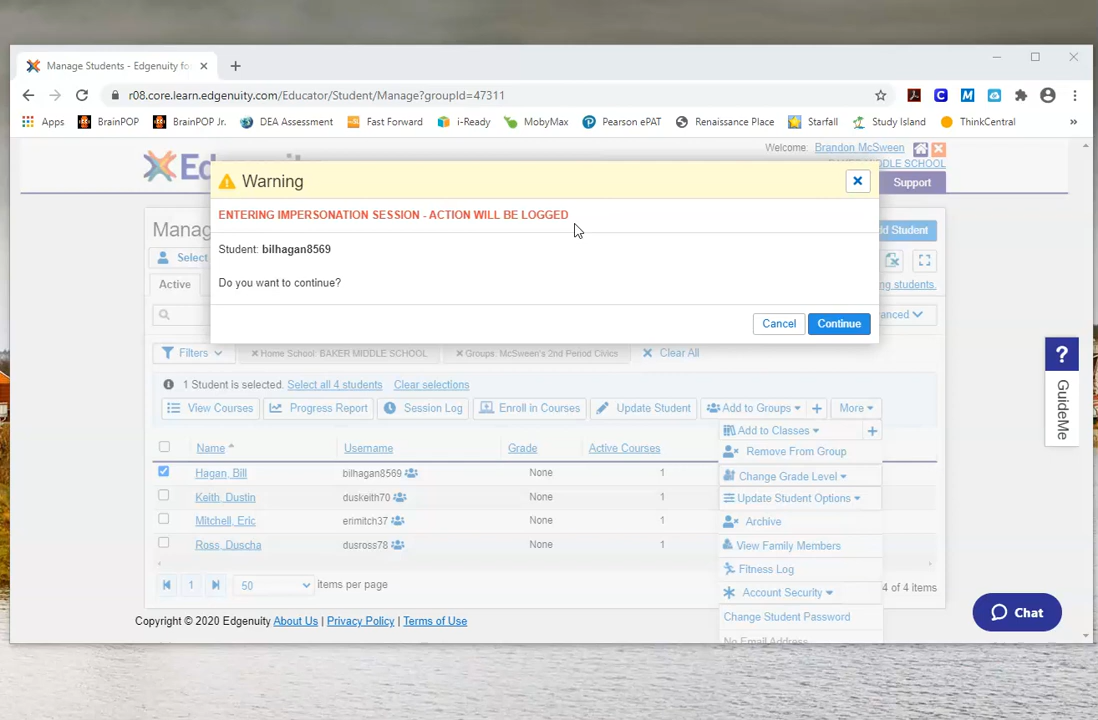 Manage Students - Edgenuity fo
r08.core.learn.edgenuity.com/Educator/Student/Manage?groupId=47311
Apps BrainPOP BrainPOP Jr. DEA Assessment Fast Forward i-Ready MobyMax Pearson ePAT Renaissance Place Starfall Study Island ThinkCentral »
Welcome: Brandon McSween
BAKER MIDDLE SCHOOL
Ed
Support
Warning
ENTERING IMPERSONATION SESSION - ACTION WILL BE LOGGED
Student: bilhagan8569
Do you want to continue?
Cancel Continue
Manag
dd Student
Select
Active
ng students.
anced
Filters × Home School: BAKER MIDDLE SCHOOL × Groups: McSween's 2nd Period Civics × Clear All
1 Student is selected. Select all 4 students Clear selections
View Courses Progress Report Session Log Enroll in Courses Update Student Add to Groups + More
Add to Classes +
Remove From Group
Change Grade Level
Update Student Options
Archive
View Family Members
Fitness Log
Account Security
Change Student Password
No Email Address
Name Username Grade Active Courses
Hagan, Bill bilhagan8569 None 1
Keith, Dustin duskeith70 None 1
Mitchell, Eric erimitch37 None 1
Ross, Duscha dusross78 None 1
1 50 items per page
4 of 4 items
Copyright © 2020 Edgenuity About Us | Privacy Policy | Terms of Use
? GuideMe
Chat